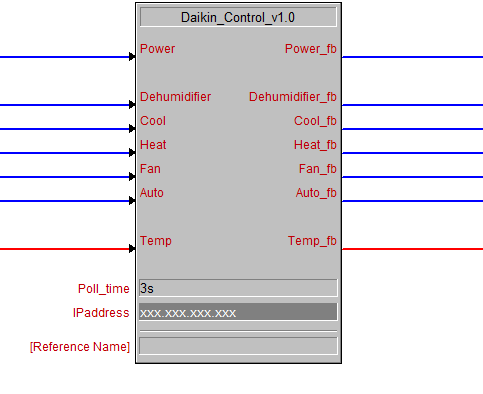 Daikin_Control_v1.0
Power Power_fb
Dehumidifier Dehumidifier_fb
Cool Cool_fb
Heat Heat_fb
Fan Fan_fb
Auto Auto_fb
Temp Temp_fb
Poll_time 3s
IPaddress xxx.xxx.xxx.xxx
[Reference Name]